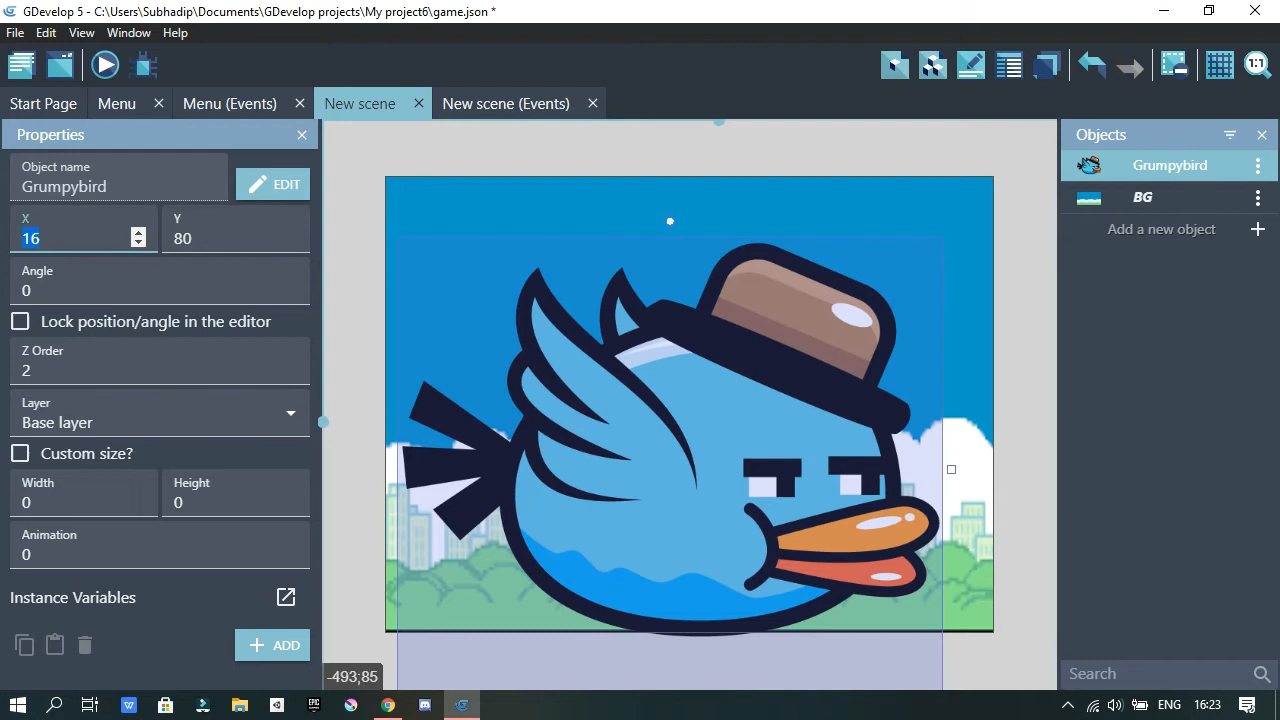 GDevelop 5 - C:\Users\Subhadip\Documents\GDevelop projects\My project6\game.json *
File Edit View Window Help
1:1
Start Page Menu × Menu (Events) × New scene × New scene (Events) ×
Properties ×
Object name
Grumpybird
EDIT
X Y
16 80
Angle
0
Lock position/angle in the editor
Z Order
2
Layer
Base layer
Custom size?
Width Height
0 0
Animation
0
Instance Variables
+ ADD
-493;85
Objects ×
Grumpybird
BG
Add a new object +
Search
EPIC
ENG 16:23